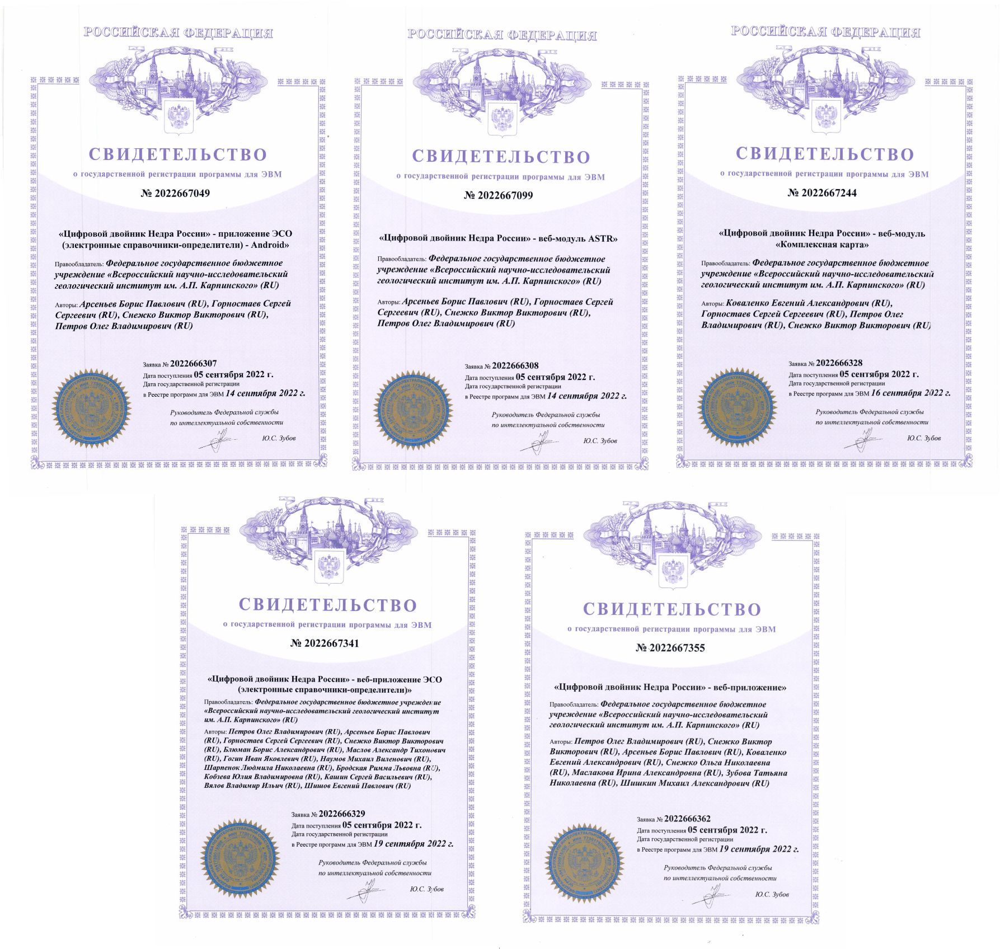 РОССИЙСКАЯ ФЕДЕРАЦИЯ
СВИДЕТЕЛЬСТВО
о государственной регистрации программы для ЭВМ
№ 2022667049
«Цифровой двойник Недра России» - приложение ЭСО
(электронные справочники-определители) - Android»
Правообладатель: Федеральное государственное бюджетное
учреждение «Всероссийский научно-исследовательский
геологический институт им. А.П. Карпинского» (RU)
Авторы: Арсеньев Борис Павлович (RU), Горностаев Сергей
Сергеевич (RU), Снежко Виктор Викторович (RU),
Петров Олег Владимирович (RU)
Заявка № 2022666307
Дата поступления 05 сентября 2022 г.
Дата государственной регистрации
в Реестре программ для ЭВМ 14 сентября 2022 г.
Руководитель Федеральной службы
по интеллектуальной собственности
Ю.С. Зубов
РОССИЙСКАЯ ФЕДЕРАЦИЯ
СВИДЕТЕЛЬСТВО
о государственной регистрации программы для ЭВМ
№ 2022667099
«Цифровой двойник Недра России» - веб-модуль ASTR»
Правообладатель: Федеральное государственное бюджетное
учреждение «Всероссийский научно-исследовательский
геологический институт им. А.П. Карпинского» (RU)
Авторы: Арсеньев Борис Павлович (RU), Горностаев Сергей
Сергеевич (RU), Снежко Виктор Викторович (RU),
Петров Олег Владимирович (RU)
Заявка № 2022666308
Дата поступления 05 сентября 2022 г.
Дата государственной регистрации
в Реестре программ для ЭВМ 14 сентября 2022 г.
Руководитель Федеральной службы
по интеллектуальной собственности
Ю.С. Зубов
РОССИЙСКАЯ ФЕДЕРАЦИЯ
СВИДЕТЕЛЬСТВО
о государственной регистрации программы для ЭВМ
№ 2022667244
«Цифровой двойник Недра России» - веб-модуль
«Комплексная карта»
Правообладатель: Федеральное государственное бюджетное
учреждение «Всероссийский научно-исследовательский
геологический институт им. А.П. Карпинского» (RU)
Авторы: Коваленко Евгений Александрович (RU),
Горностаев Сергей Сергеевич (RU), Петров Олег
Владимирович (RU), Снежко Виктор Викторович (RU)
Заявка № 2022666328
Дата поступления 05 сентября 2022 г.
Дата государственной регистрации
в Реестре программ для ЭВМ 16 сентября 2022 г.
Руководитель Федеральной службы
по интеллектуальной собственности
Ю.С. Зубов
СВИДЕТЕЛЬСТВО
о государственной регистрации программы для ЭВМ
№ 2022667341
«Цифровой двойник Недра России» - веб-приложение ЭСО
(электронные справочники-определители)»
Правообладатель: Федеральное государственное бюджетное учреждение
«Всероссийский научно-исследовательский геологический институт
им. А.П. Карпинского» (RU)
Авторы: Петров Олег Владимирович (RU), Арсеньев Борис Павлович
(RU), Горностаев Сергей Сергеевич (RU), Снежко Виктор Викторович
(RU), Блюман Борис Александрович (RU), Маслов Александр Тихонович
(RU), Гогин Иван Яковлевич (RU), Наумов Михаил Виленович (RU),
Шарпенок Людмила Николаевна (RU), Бродская Римма Львовна (RU),
Кобзева Юлия Владимировна (RU), Кашин Сергей Васильевич (RU),
Вялов Владимир Ильич (RU), Шишов Евгений Павлович (RU)
Заявка № 2022666329
Дата поступления 05 сентября 2022 г.
Дата государственной регистрации
в Реестре программ для ЭВМ 19 сентября 2022 г.
Руководитель Федеральной службы
по интеллектуальной собственности
Ю.С. Зубов
СВИДЕТЕЛЬСТВО
о государственной регистрации программы для ЭВМ
№ 2022667355
«Цифровой двойник Недра России» - веб-приложение»
Правообладатель: Федеральное государственное бюджетное
учреждение «Всероссийский научно-исследовательский
геологический институт им. А.П. Карпинского» (RU)
Авторы: Петров Олег Владимирович (RU), Снежко Виктор
Викторович (RU), Арсеньев Борис Павлович (RU), Коваленко
Евгений Александрович (RU), Снежко Ольга Николаевна
(RU), Маслакова Ирина Александровна (RU), Зубова Татьяна
Николаевна (RU), Шишкин Михаил Александрович (RU)
Заявка № 2022666362
Дата поступления 05 сентября 2022 г.
Дата государственной регистрации
в Реестре программ для ЭВМ 19 сентября 2022 г.
Руководитель Федеральной службы
по интеллектуальной собственности
Ю.С. Зубов